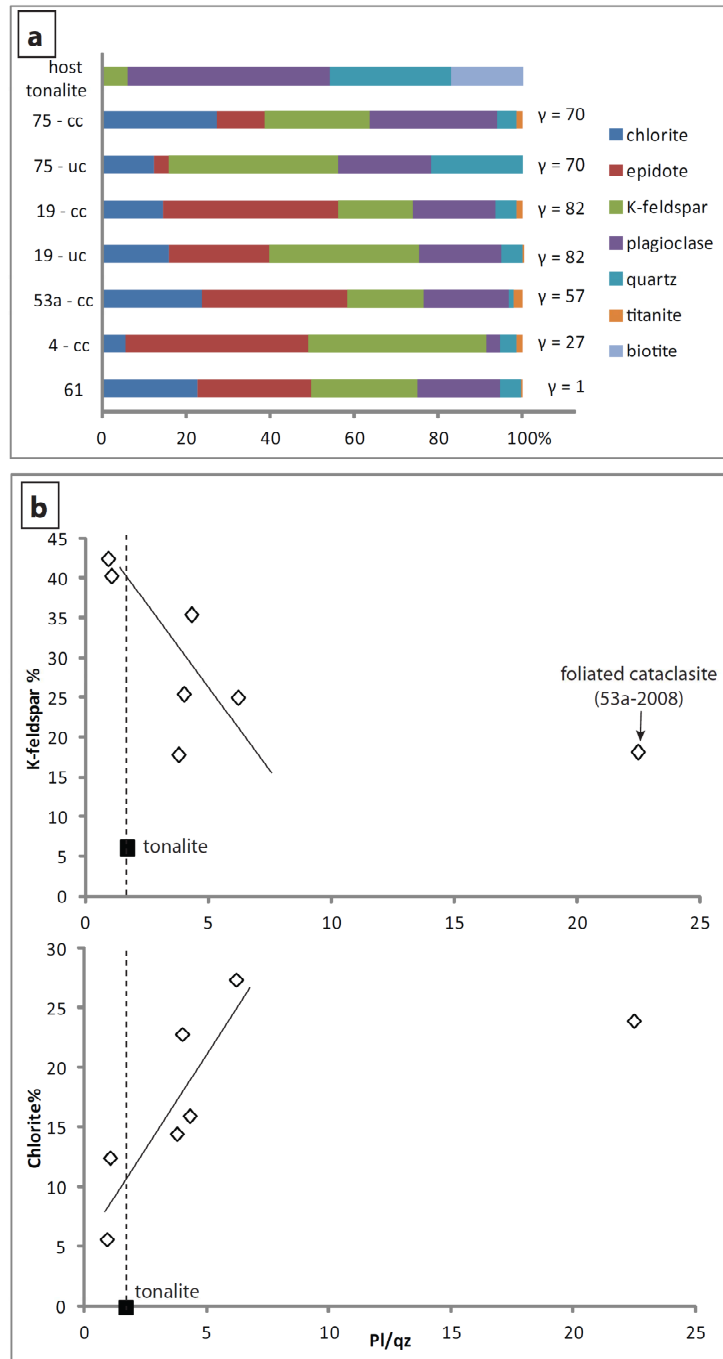 a
host
tonalite
75 - cc
γ = 70
75 - uc
γ = 70
19 - cc
γ = 82
19 - uc
γ = 82
53a - cc
γ = 57
4 - cc
γ = 27
61
γ = 1
0 20 40 60 80 100%
chlorite
epidote
K-feldspar
plagioclase
quartz
titanite
biotite
b
45
40
35
30
25
20
15
10
5
0
K-feldspar %
foliated cataclasite
(53a-2008)
tonalite
0 5 10 15 20 25
30
25
20
15
10
5
0
Chlorite%
tonalite
0 5 10 15 20 25
Pl/qz